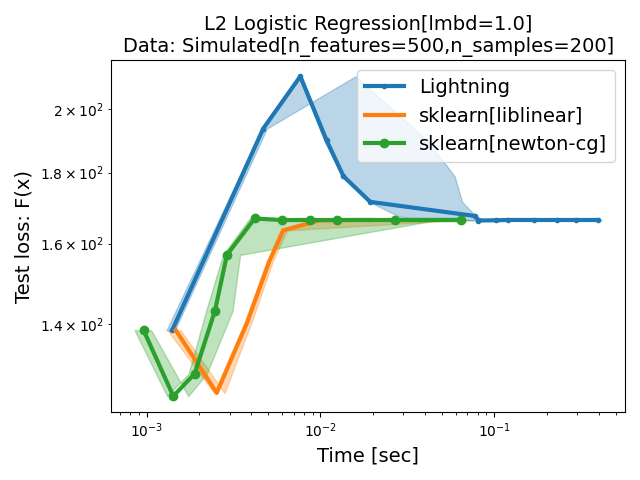 L2 Logistic Regression[lmbd=1.0]
Data: Simulated[n_features=500,n_samples=200]
Test loss: F(x)
2 × 10²
1.8 × 10²
1.6 × 10²
1.4 × 10²
Lightning
sklearn[liblinear]
sklearn[newton-cg]
10⁻³
10⁻²
10⁻¹
Time [sec]